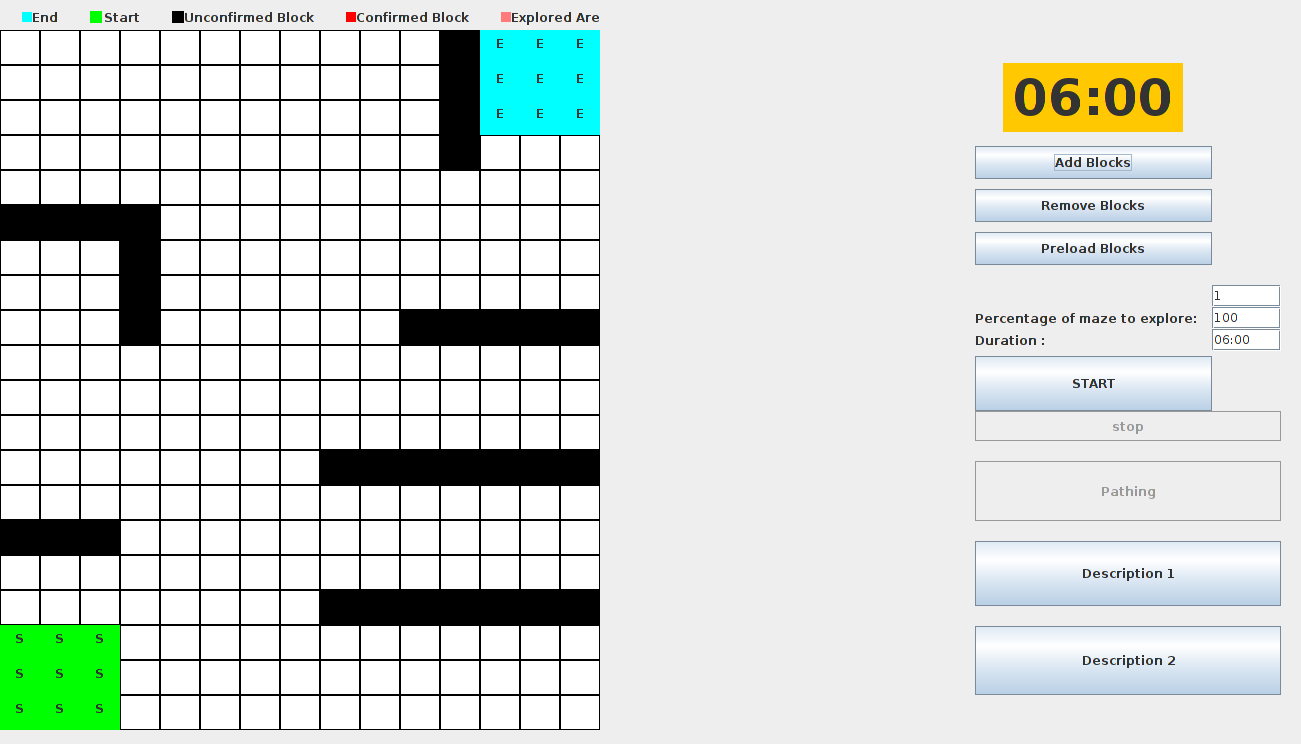 End Start Unconfirmed Block Confirmed Block Explored Are
E E E
E E E
E E E
S S S
S S S
S S S
06:00
Add Blocks
Remove Blocks
Preload Blocks
1
Percentage of maze to explore: 100
Duration : 06:00
START
stop
Pathing
Description 1
Description 2